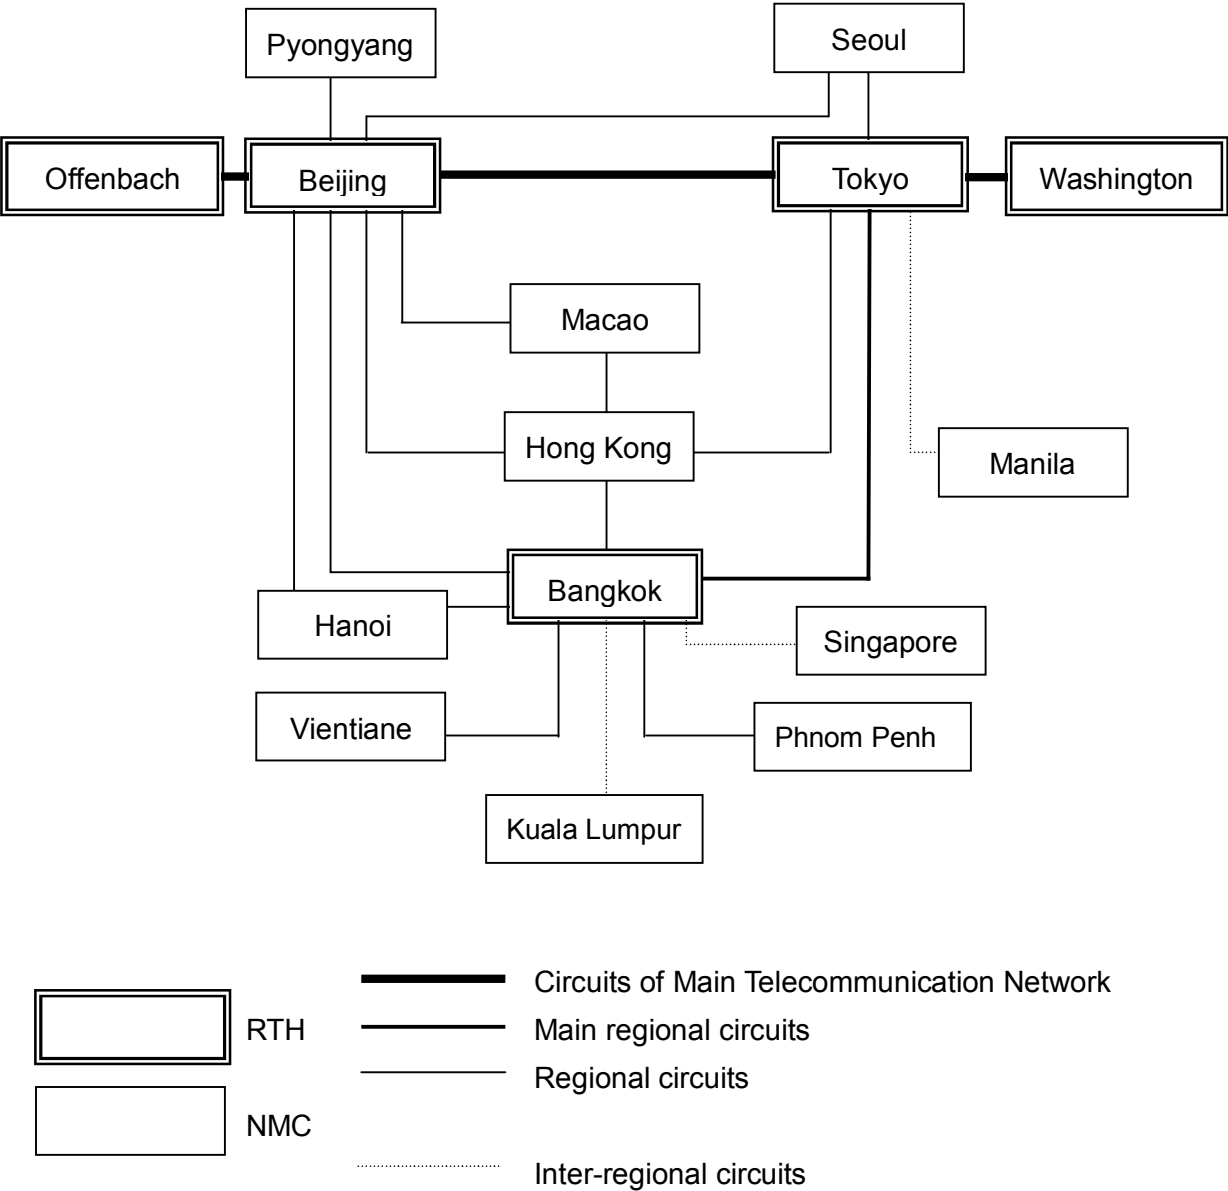 Pyongyang
Seoul
Offenbach
Beijing
Tokyo
Washington
Macao
Hong Kong
Manila
Bangkok
Hanoi
Singapore
Vientiane
Phnom Penh
Kuala Lumpur
Circuits of Main Telecommunication Network
RTH
Main regional circuits
Regional circuits
NMC
Inter-regional circuits